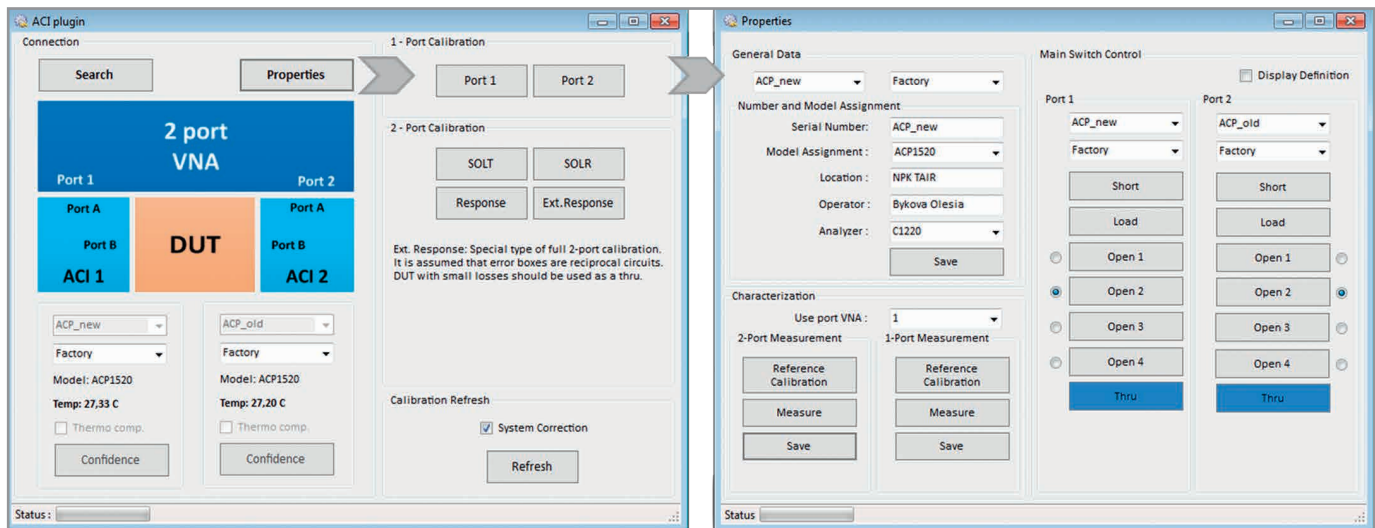 ACI plugin
Connection
Search
Properties
2 port
VNA
Port 1
Port 2
Port A
Port B
ACI 1
DUT
Port A
Port B
ACI 2
ACP_new
Factory
Model: ACP1520
Temp: 27,33 C
Thermo comp.
Confidence
ACP_old
Factory
Model: ACP1520
Temp: 27,20 C
Thermo comp.
Confidence
1 - Port Calibration
Port 1
Port 2
2 - Port Calibration
SOLT
SOLR
Response
Ext.Response
Ext. Response: Special type of full 2-port calibration.
It is assumed that error boxes are reciprocal circuits.
DUT with small losses should be used as a thru.
Calibration Refresh
System Correction
Refresh
Status :
Properties
General Data
ACP_new
Factory
Number and Model Assignment
Serial Number:
ACP_new
Model Assignment :
ACP1520
Location :
NPK TAIR
Operator :
Bykova Olesia
Analyzer :
C1220
Save
Characterization
Use port VNA :
1
2-Port Measurement
Reference
Calibration
Measure
Save
1-Port Measurement
Reference
Calibration
Measure
Save
Main Switch Control
Display Definition
Port 1
ACP_new
Factory
Short
Load
Open 1
Open 2
Open 3
Open 4
Thru
Port 2
ACP_old
Factory
Short
Load
Open 1
Open 2
Open 3
Open 4
Thru
Status